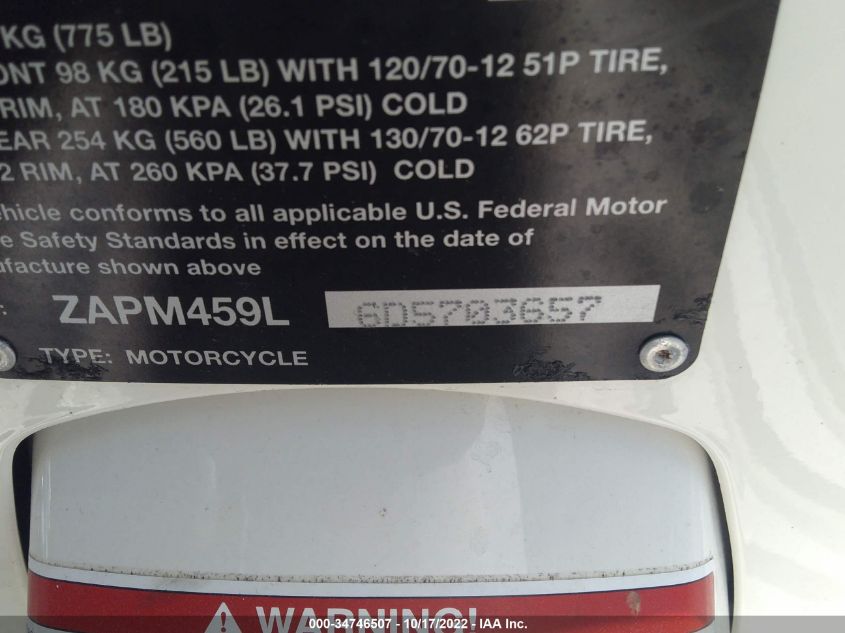 KG (775 LB)
ONT 98 KG (215 LB) WITH 120/70-12 51P TIRE,
RIM, AT 180 KPA (26.1 PSI) COLD
EAR 254 KG (560 LB) WITH 130/70-12 62P TIRE,
2 RIM, AT 260 KPA (37.7 PSI) COLD
ehicle conforms to all applicable U.S. Federal Motor
e Safety Standards in effect on the date of
ufacture shown above
ZAPM459L 6D5703657
TYPE: MOTORCYCLE
WARNING!
000-34746507 - 10/17/2022 - IAA Inc.